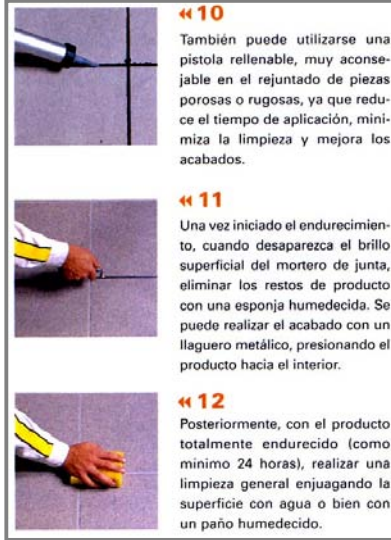 «10
También puede utilizarse una
pistola rellenable, muy aconse-
jable en el rejuntado de piezas
porosas o rugosas, ya que redu-
ce el tiempo de aplicación, mini-
miza la limpieza y mejora los
acabados.
«11
Una vez iniciado el endurecimien-
to, cuando desaparezca el brillo
superficial del mortero de junta,
eliminar los restos de producto
con una esponja humedecida. Se
puede realizar el acabado con un
llaguero metálico, presionando el
producto hacia el interior.
«12
Posteriormente, con el producto
totalmente endurecido (como
mínimo 24 horas), realizar una
limpieza general enjuagando la
superficie con agua o bien con
un paño humedecido.